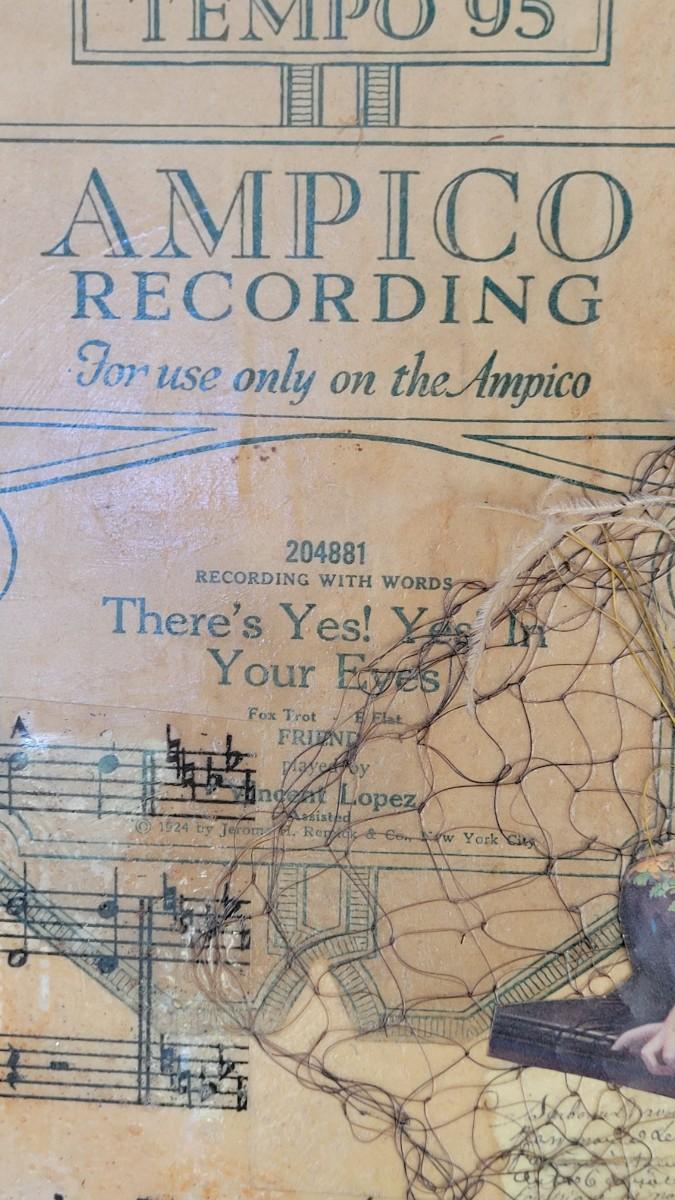 TEMPO 95
AMPICO
RECORDING
For use only on the Ampico
204881
RECORDING WITH WORDS
There's Yes! Yes! In
Your Eyes
Fox Trot - E Flat
FRIEND
played by
Vincent Lopez
Assisted
© 1924 by Jerome H. Remick & Co., New York City